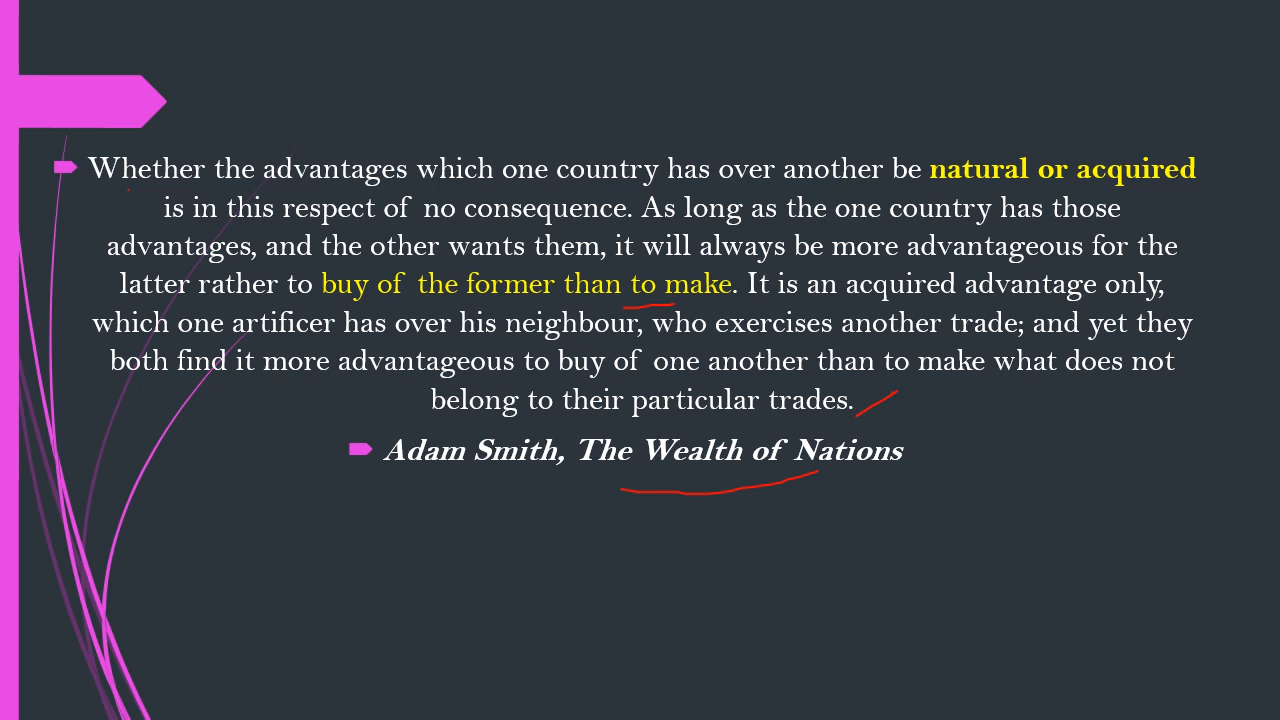 Whether the advantages which one country has over another be natural or acquired
is in this respect of no consequence. As long as the one country has those
advantages, and the other wants them, it will always be more advantageous for the
latter rather to buy of the former than to make. It is an acquired advantage only,
which one artificer has over his neighbour, who exercises another trade; and yet they
both find it more advantageous to buy of one another than to make what does not
belong to their particular trades.
Adam Smith, The Wealth of Nations